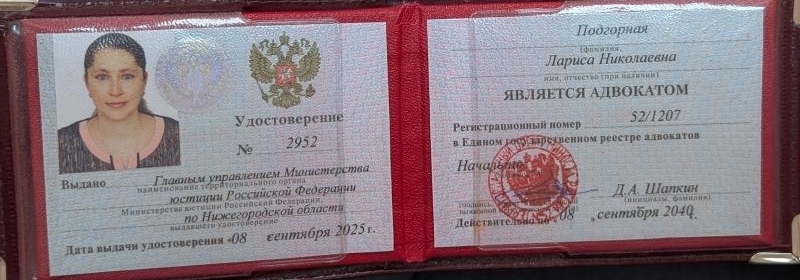 Удостоверение
№ 2952
Выдано Главным управлением Министерства
наименование территориального органа
юстиции Российской Федерации
Министерства юстиции Российской Федерации,
по Нижегородской области
выдавшего удостоверение
Дата выдачи удостоверения «08 сентября 2025 г.
Подгорная
(фамилия,
Лариса Николаевна
имя, отчество (при наличии)
ЯВЛЯЕТСЯ АДВОКАТОМ
Регистрационный номер 52/1207
в Едином государственном реестре адвокатов
Начальник
Д.А. Шапкин
(подпись, (инициалы, фамилия)
Действительно по «08 сентября 2040